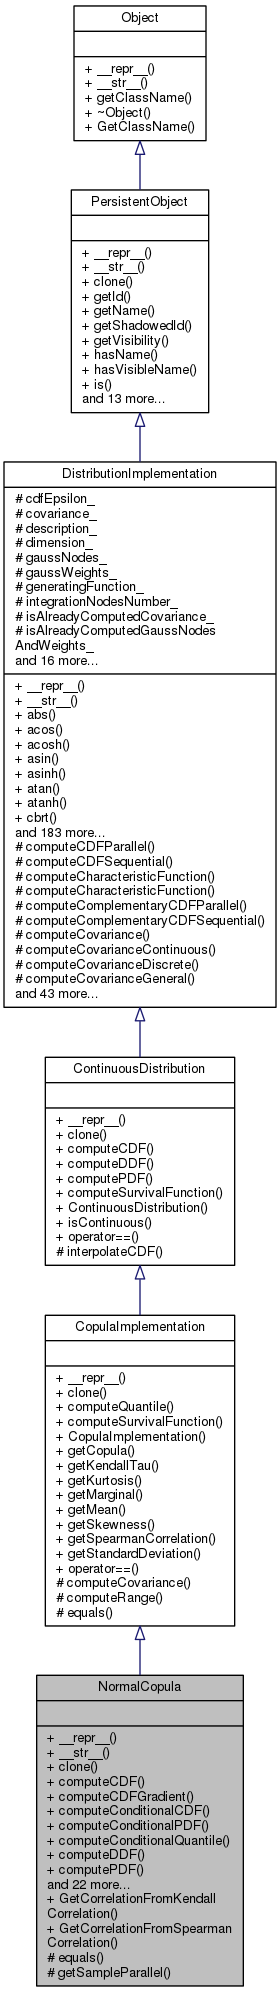 Object
+ __repr__()
+ __str__()
+ getClassName()
+ ~Object()
+ GetClassName()
PersistentObject
+ __repr__()
+ __str__()
+ clone()
+ getId()
+ getName()
+ getShadowedId()
+ getVisibility()
+ hasName()
+ hasVisibleName()
+ is()
and 13 more...
DistributionImplementation
# cdfEpsilon_
# covariance_
# description_
# dimension_
# gaussNodes_
# gaussWeights_
# generatingFunction_
# integrationNodesNumber_
# isAlreadyComputedCovariance_
# isAlreadyComputedGaussNodes
AndWeights_
and 16 more...
+ __repr__()
+ __str__()
+ abs()
+ acos()
+ acosh()
+ asin()
+ asinh()
+ atan()
+ atanh()
+ cbrt()
and 183 more...
# computeCDFParallel()
# computeCDFSequential()
# computeCharacteristicFunction()
# computeCharacteristicFunction()
# computeComplementaryCDFParallel()
# computeComplementaryCDFSequential()
# computeCovariance()
# computeCovarianceContinuous()
# computeCovarianceDiscrete()
# computeCovarianceGeneral()
and 43 more...
ContinuousDistribution
+ __repr__()
+ clone()
+ computeCDF()
+ computeDDF()
+ computePDF()
+ computeSurvivalFunction()
+ ContinuousDistribution()
+ isContinuous()
+ operator==()
# interpolateCDF()
CopulaImplementation
+ __repr__()
+ clone()
+ computeQuantile()
+ computeSurvivalFunction()
+ CopulaImplementation()
+ getCopula()
+ getKendallTau()
+ getKurtosis()
+ getMarginal()
+ getMean()
+ getSkewness()
+ getSpearmanCorrelation()
+ getStandardDeviation()
+ operator==()
# computeCovariance()
# computeRange()
# equals()
NormalCopula
+ __repr__()
+ __str__()
+ clone()
+ computeCDF()
+ computeCDFGradient()
+ computeConditionalCDF()
+ computeConditionalPDF()
+ computeConditionalQuantile()
+ computeDDF()
+ computePDF()
and 22 more...
+ GetCorrelationFromKendall
Correlation()
+ GetCorrelationFromSpearman
Correlation()
# equals()
# getSampleParallel()